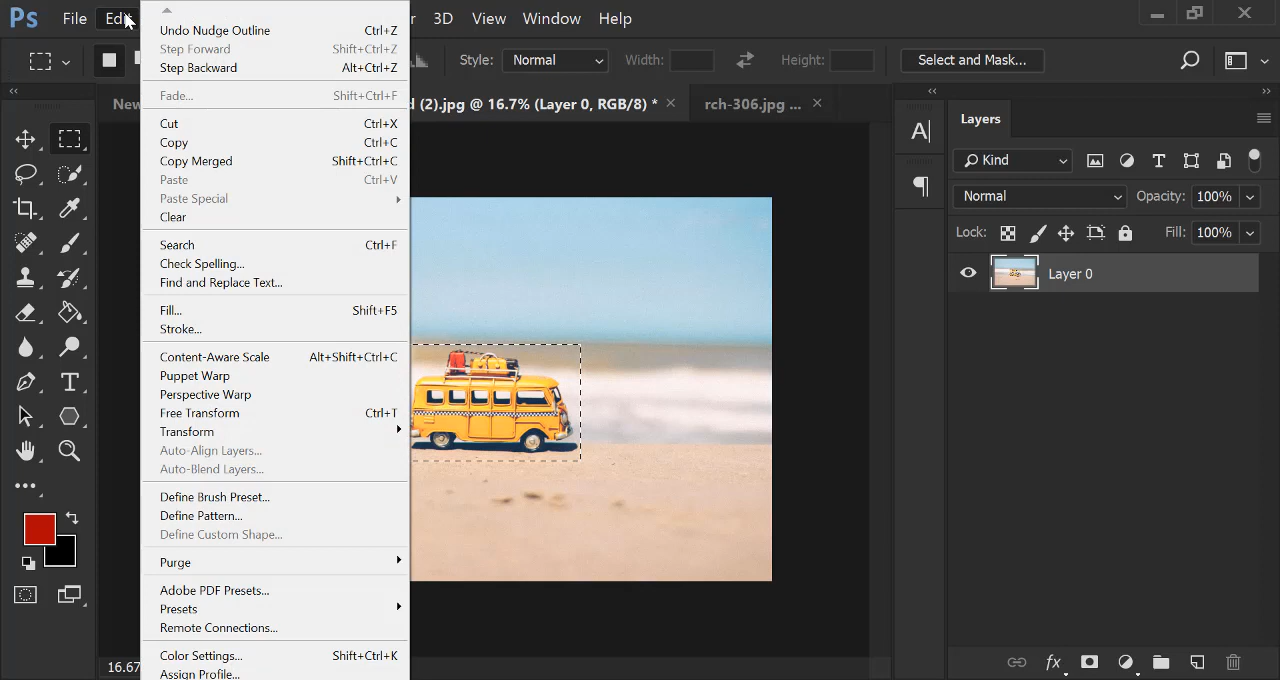 Ps File Edit r 3D View Window Help
Style: Normal Width: Height: Select and Mask...
New d (2).jpg @ 16.7% (Layer 0, RGB/8) * × rch-306.jpg ... ×
Undo Nudge Outline Ctrl+Z
Step Forward Shift+Ctrl+Z
Step Backward Alt+Ctrl+Z
Fade... Shift+Ctrl+F
Cut Ctrl+X
Copy Ctrl+C
Copy Merged Shift+Ctrl+C
Paste Ctrl+V
Paste Special
Clear
Search Ctrl+F
Check Spelling...
Find and Replace Text...
Fill... Shift+F5
Stroke...
Content-Aware Scale Alt+Shift+Ctrl+C
Puppet Warp
Perspective Warp
Free Transform Ctrl+T
Transform
Auto-Align Layers...
Auto-Blend Layers...
Define Brush Preset...
Define Pattern...
Define Custom Shape...
Purge
Adobe PDF Presets...
Presets
Remote Connections...
Color Settings... Shift+Ctrl+K
Assign Profile...
16.67
Layers
Kind
Normal Opacity: 100%
Lock: Fill: 100%
Layer 0